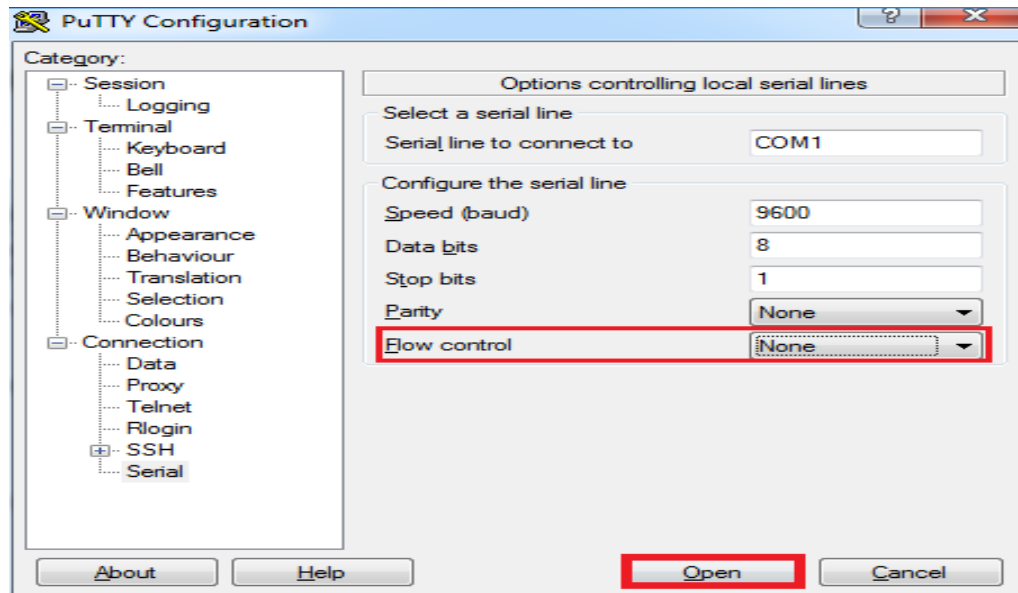 PuTTY Configuration
?
Category:
Session
Logging
Terminal
Keyboard
Bell
Features
Window
Appearance
Behaviour
Translation
Selection
Colours
Connection
Data
Proxy
Telnet
Rlogin
SSH
Serial
Options controlling local serial lines
Select a serial line
Serial line to connect to COM1
Configure the serial line
Speed (baud) 9600
Data bits 8
Stop bits 1
Parity None
Flow control None
About Help Open Cancel